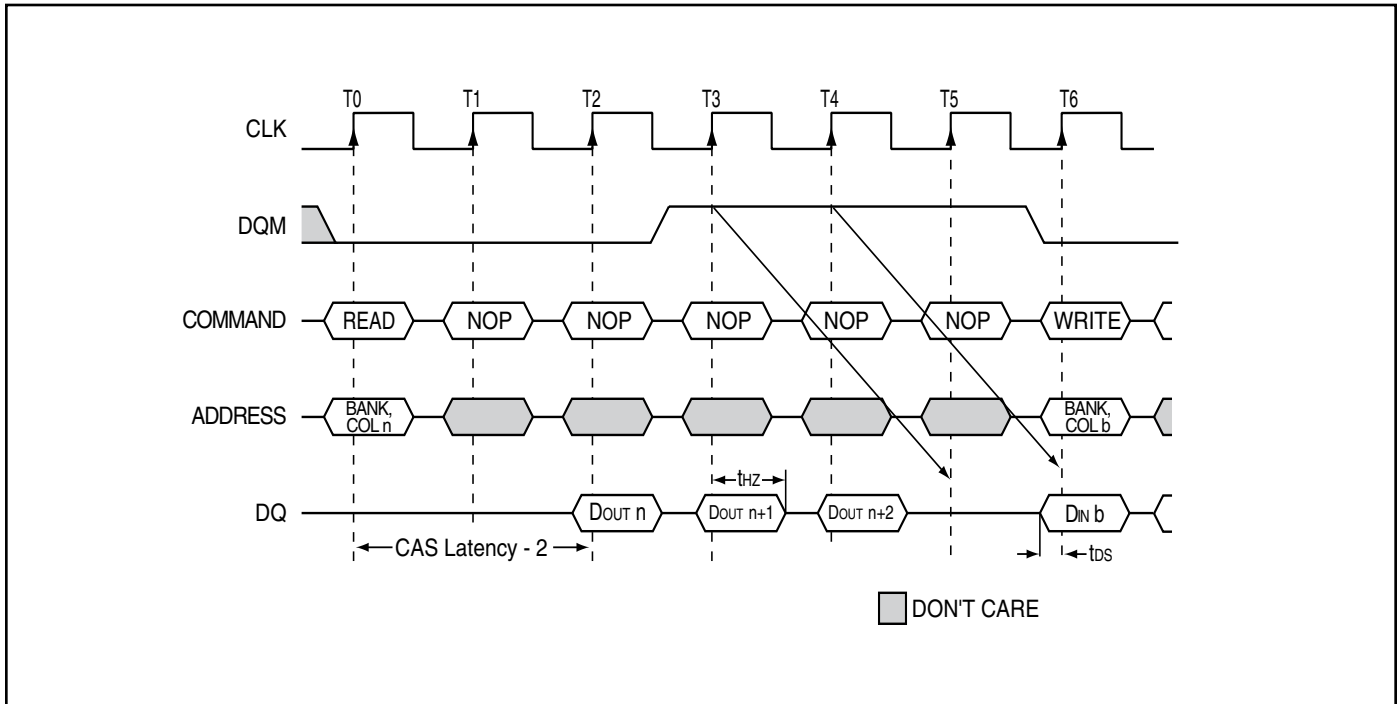 T0 T1 T2 T3 T4 T5 T6
CLK
DQM
COMMAND READ NOP NOP NOP NOP NOP WRITE
ADDRESS BANK, COL n BANK, COL b
tHZ
DQ DOUT n DOUT n+1 DOUT n+2 DIN b
CAS Latency - 2 tDS
DON'T CARE